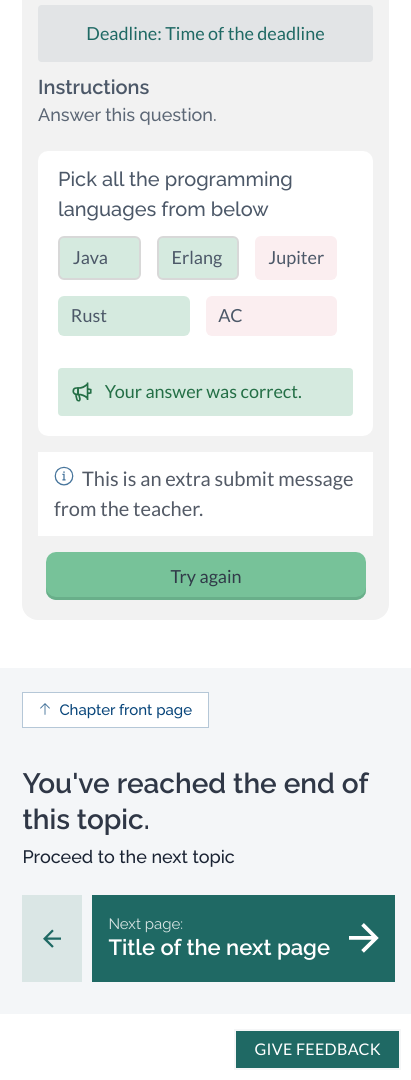 Deadline: Time of the deadline
Instructions
Answer this question.
Pick all the programming
languages from below
Java
Erlang
Jupiter
Rust
AC
Your answer was correct.
This is an extra submit message
from the teacher.
Try again
Chapter front page
You've reached the end of
this topic.
Proceed to the next topic
Next page:
Title of the next page
GIVE FEEDBACK